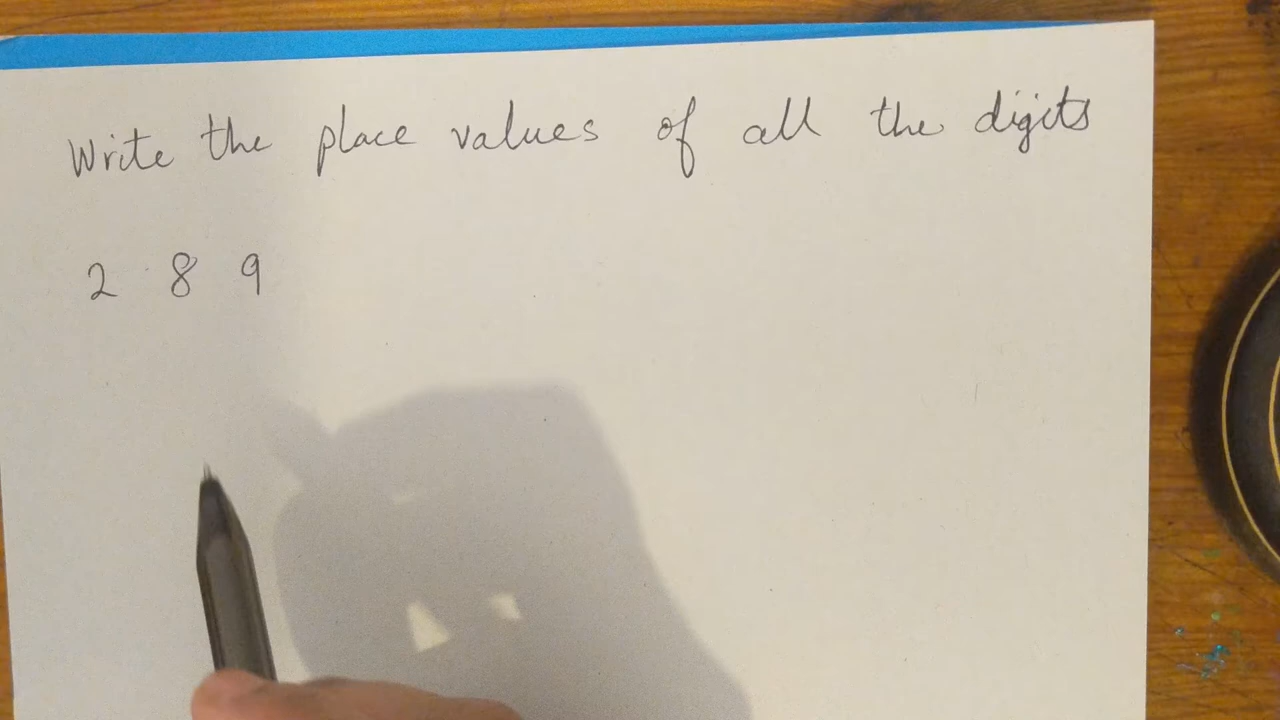 Write the place values of all the digits
2 8 9